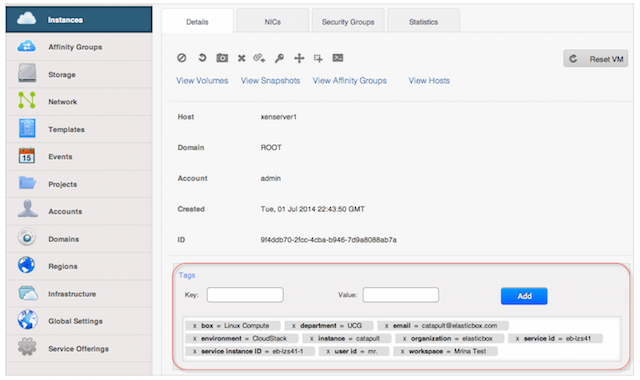 Instances
Affinity Groups
Storage
Network
Templates
15
Events
Projects
Accounts
Domains
Regions
Infrastructure
Global Settings
Service Offerings
Details NICs Security Groups Statistics
Reset VM
View Volumes View Snapshots View Affinity Groups View Hosts
Host xenserver1
Domain ROOT
Account admin
Created Tue, 01 Jul 2014 22:43:50 GMT
ID 9f4ddb70-2fcc-4cba-b946-7d9a8088ab7a
Tags
Key: Value: Add
x box = Linux Compute x department = UCG x email = catapult@elasticbox.com
x environment = CloudStack x instance = catapult x organization = elasticbox x service id = eb-izs41
x service instance ID = eb-izs41-1 x user id = mr. x workspace = Mrina Test